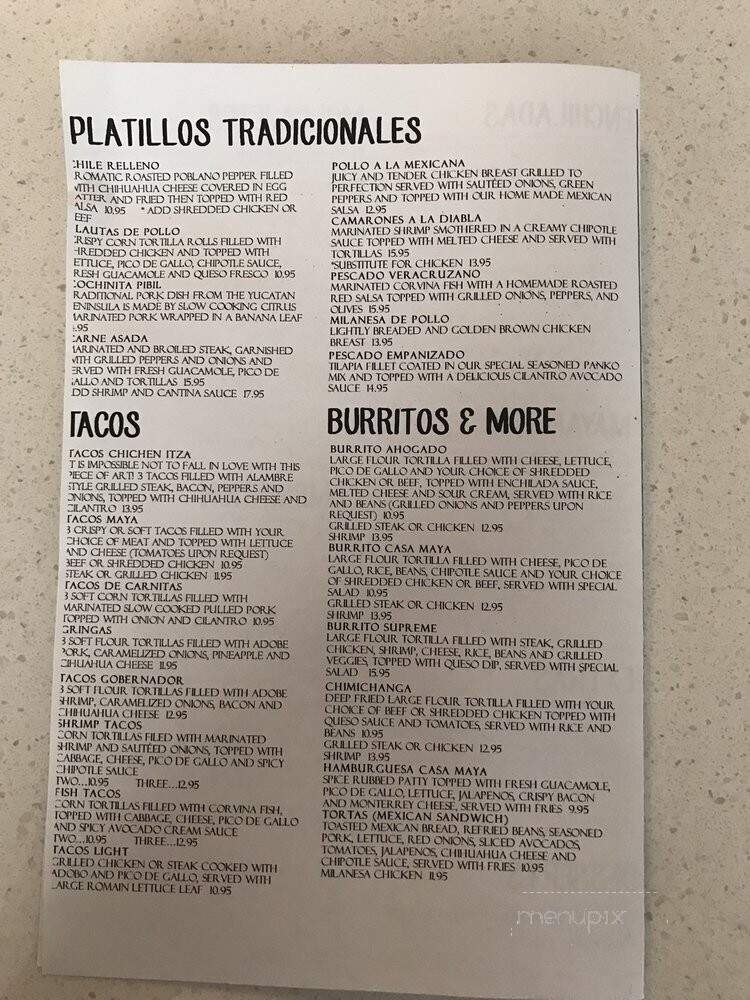 PLATILLOS TRADICIONALES
:HILE RELLENO
ROMATIC ROASTED POBLANO PEPPER FILLED
WITH CHIHUAHUA CHEESE COVERED IN EGG
ATTER AND FRIED THEN TOPPED WITH RED
ALSA 10.95 * ADD SHREDDED CHICKEN OR
EEF
LAUTAS DE POLLO
RISPY CORN TORTILLA ROLLS FILLED WITH
HREDDED CHICKEN AND TOPPED WITH
ETTUCE, PICO DE GALLO, CHIPOTLE SAUCE,
RESH GUACAMOLE AND QUESO FRESCO 10.95
OCHINITA PIBIL
RADITIONAL PORK DISH FROM THE YUCATAN
ENINSULA IS MADE BY SLOW COOKING CITRUS
MARINATED PORK WRAPPED IN A BANANA LEAF
.95
ARNE ASADA
MARINATED AND BROILED STEAK, GARNISHED
WITH GRILLED PEPPERS AND ONIONS AND
ERVED WITH FRESH GUACAMOLE, PICO DE
ALLO AND TORTILLAS 15.95
DD SHRIMP AND CANTINA SAUCE 17.95
POLLO A LA MEXICANA
JUICY AND TENDER CHICKEN BREAST GRILLED TO
PERFECTION SERVED WITH SAUTÉED ONIONS, GREEN
PEPPERS AND TOPPED WITH OUR HOME MADE MEXICAN
SALSA 12.95
CAMARONES A LA DIABLA
MARINATED SHRIMP SMOTHERED IN A CREAMY CHIPOTLE
SAUCE TOPPED WITH MELTED CHEESE AND SERVED WITH
TORTILLAS 15.95
*SUBSTITUTE FOR CHICKEN 13.95
PESCADO VERACRUZANO
MARINATED CORVINA FISH WITH A HOMEMADE ROASTED
RED SALSA TOPPED WITH GRILLED ONIONS, PEPPERS, AND
OLIVES 15.95
MILANESA DE POLLO
LIGHTLY BREADED AND GOLDEN BROWN CHICKEN
BREAST 13.95
PESCADO EMPANIZADO
TILAPIA FILLET COATED IN OUR SPECIAL SEASONED PANKO
MIX AND TOPPED WITH A DELICIOUS CILANTRO AVOCADO
SAUCE 14.95
TACOS
TACOS CHICHEN ITZA
T IS IMPOSSIBLE NOT TO FALL IN LOVE WITH THIS
PIECE OF ART! 3 TACOS FILLED WITH ALAMBRE
STYLE GRILLED STEAK, BACON, PEPPERS AND
ONIONS, TOPPED WITH CHIHUAHUA CHEESE AND
CILANTRO 13.95
TACOS MAYA
3 CRISPY OR SOFT TACOS FILLED WITH YOUR
CHOICE OF MEAT AND TOPPED WITH LETTUCE
AND CHEESE (TOMATOES UPON REQUEST)
BEEF OR SHREDDED CHICKEN 10.95
STEAK OR GRILLED CHICKEN 11.95
TACOS DE CARNITAS
3 SOFT CORN TORTILLAS FILLED WITH
MARINATED SLOW COOKED PULLED PORK
TOPPED WITH ONION AND CILANTRO 10.95
GRINGAS
3 SOFT FLOUR TORTILLAS FILLED WITH ADOBE
PORK, CARAMELIZED ONIONS, PINEAPPLE AND
CIHUAHUA CHEESE 11.95
TACOS GOBERNADOR
3 SOFT FLOUR TORTILLAS FILLED WITH ADOBE
SHRIMP, CARAMELIZED ONIONS, BACON AND
CHIHUAHUA CHEESE 12.95
SHRIMP TACOS
CORN TORTILLAS FILED WITH MARINATED
SHRIMP AND SAUTÉED ONIONS, TOPPED WITH
CABBAGE, CHEESE, PICO DE GALLO AND SPICY
CHIPOTLE SAUCE
TWO...10.95 THREE...12.95
FISH TACOS
CORN TORTILLAS FILLED WITH CORVINA FISH,
TOPPED WITH CABBAGE, CHEESE, PICO DE GALLO
AND SPICY AVOCADO CREAM SAUCE
TWO...10.95 THREE...12.95
TACOS LIGHT
GRILLED CHICKEN OR STEAK COOKED WITH
ADOBO AND PICO DE GALLO, SERVED WITH
LARGE ROMAIN LETTUCE LEAF 10.95
BURRITOS & MORE
BURRITO AHOGADO
LARGE FLOUR TORTILLA FILLED WITH CHEESE, LETTUCE,
PICO DE GALLO AND YOUR CHOICE OF SHREDDED
CHICKEN OR BEEF, TOPPED WITH ENCHILADA SAUCE,
MELTED CHEESE AND SOUR CREAM, SERVED WITH RICE
AND BEANS (GRILLED ONIONS AND PEPPERS UPON
REQUEST) 10.95
GRILLED STEAK OR CHICKEN 12.95
SHRIMP 13.95
BURRITO CASA MAYA
LARGE FLOUR TORTILLA FILLED WITH CHEESE, PICO DE
GALLO, RICE, BEANS, CHIPOTLE SAUCE AND YOUR CHOICE
OF SHREDDED CHICKEN OR BEEF, SERVED WITH SPECIAL
SALAD 10.95
GRILLED STEAK OR CHICKEN 12.95
SHRIMP 13.95
BURRITO SUPREME
LARGE FLOUR TORTILLA FILLED WITH STEAK, GRILLED
CHICKEN, SHRIMP, CHEESE, RICE, BEANS AND GRILLED
VEGGIES, TOPPED WITH QUESO DIP, SERVED WITH SPECIAL
SALAD 15.95
CHIMICHANGA
DEEP FRIED LARGE FLOUR TORTILLA FILLED WITH YOUR
CHOICE OF BEEF OR SHREDDED CHICKEN TOPPED WITH
QUESO SAUCE AND TOMATOES, SERVED WITH RICE AND
BEANS 10.95
GRILLED STEAK OR CHICKEN 12.95
SHRIMP 13.95
HAMBURGUESA CASA MAYA
SPICE RUBBED PATTY TOPPED WITH FRESH GUACAMOLE,
PICO DE GALLO, LETTUCE, JALAPENOS, CRISPY BACON
AND MONTERREY CHEESE, SERVED WITH FRIES 9.95
TORTAS (MEXICAN SANDWICH)
TOASTED MEXICAN BREAD, REFRIED BEANS, SEASONED
PORK, LETTUCE, RED ONIONS, SLICED AVOCADOS,
TOMATOES, JALAPENOS, CHIHUAHUA CHEESE AND
CHIPOTLE SAUCE, SERVED WITH FRIES 10.95
MILANESA CHICKEN 11.95
menupix